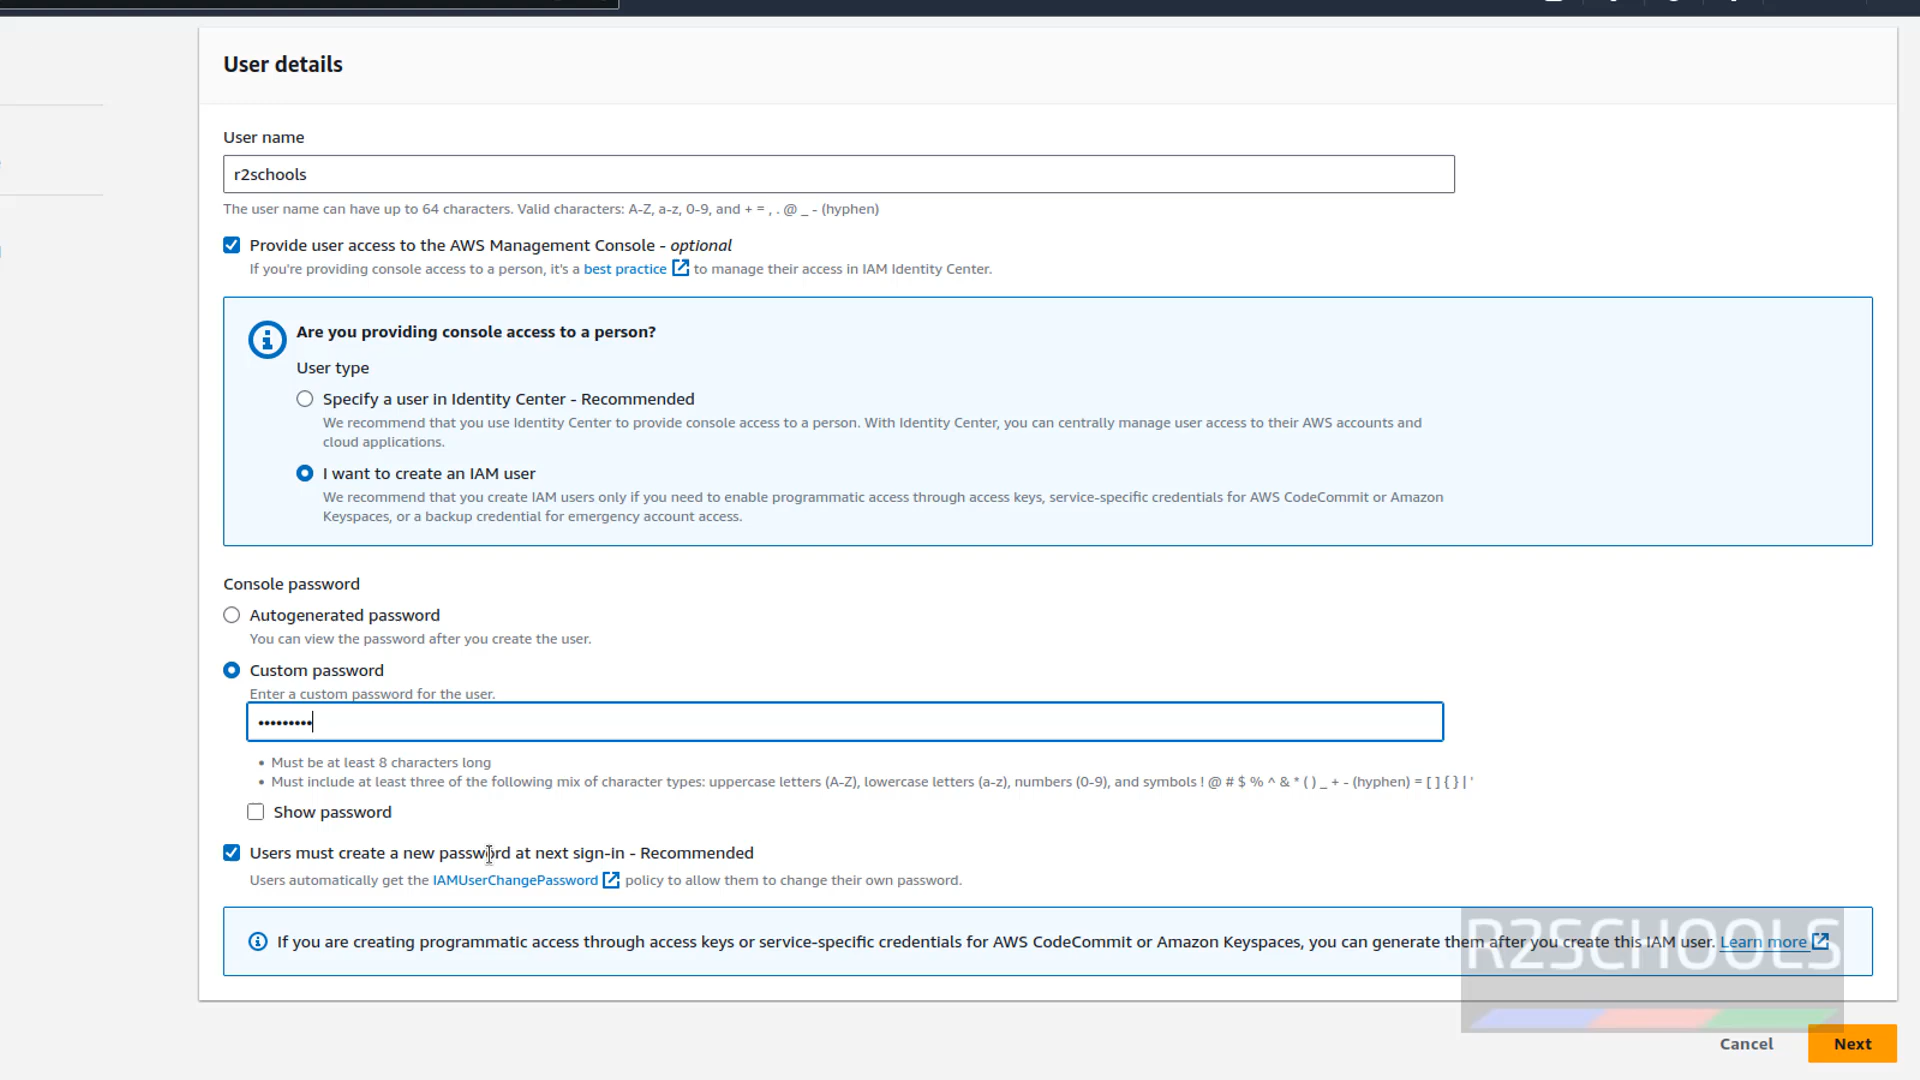 User details
User name
r2schools
The user name can have up to 64 characters. Valid characters: A-Z, a-z, 0-9, and + = , . @ _ - (hyphen)
Provide user access to the AWS Management Console - optional
If you're providing console access to a person, it's a best practice to manage their access in IAM Identity Center.
Are you providing console access to a person?
User type
Specify a user in Identity Center - Recommended
We recommend that you use Identity Center to provide console access to a person. With Identity Center, you can centrally manage user access to their AWS accounts and
cloud applications.
I want to create an IAM user
We recommend that you create IAM users only if you need to enable programmatic access through access keys, service-specific credentials for AWS CodeCommit or Amazon
Keyspaces, or a backup credential for emergency account access.
Console password
Autogenerated password
You can view the password after you create the user.
Custom password
Enter a custom password for the user.
•••••••••
• Must be at least 8 characters long
• Must include at least three of the following mix of character types: uppercase letters (A-Z), lowercase letters (a-z), numbers (0-9), and symbols ! @ # $ % ^ & * ( ) _ + - (hyphen) = [ ] { } | '
Show password
Users must create a new password at next sign-in - Recommended
Users automatically get the IAMUserChangePassword policy to allow them to change their own password.
If you are creating programmatic access through access keys or service-specific credentials for AWS CodeCommit or Amazon Keyspaces, you can generate them after you create this IAM user. Learn more
R2SCHOOLS
Cancel
Next